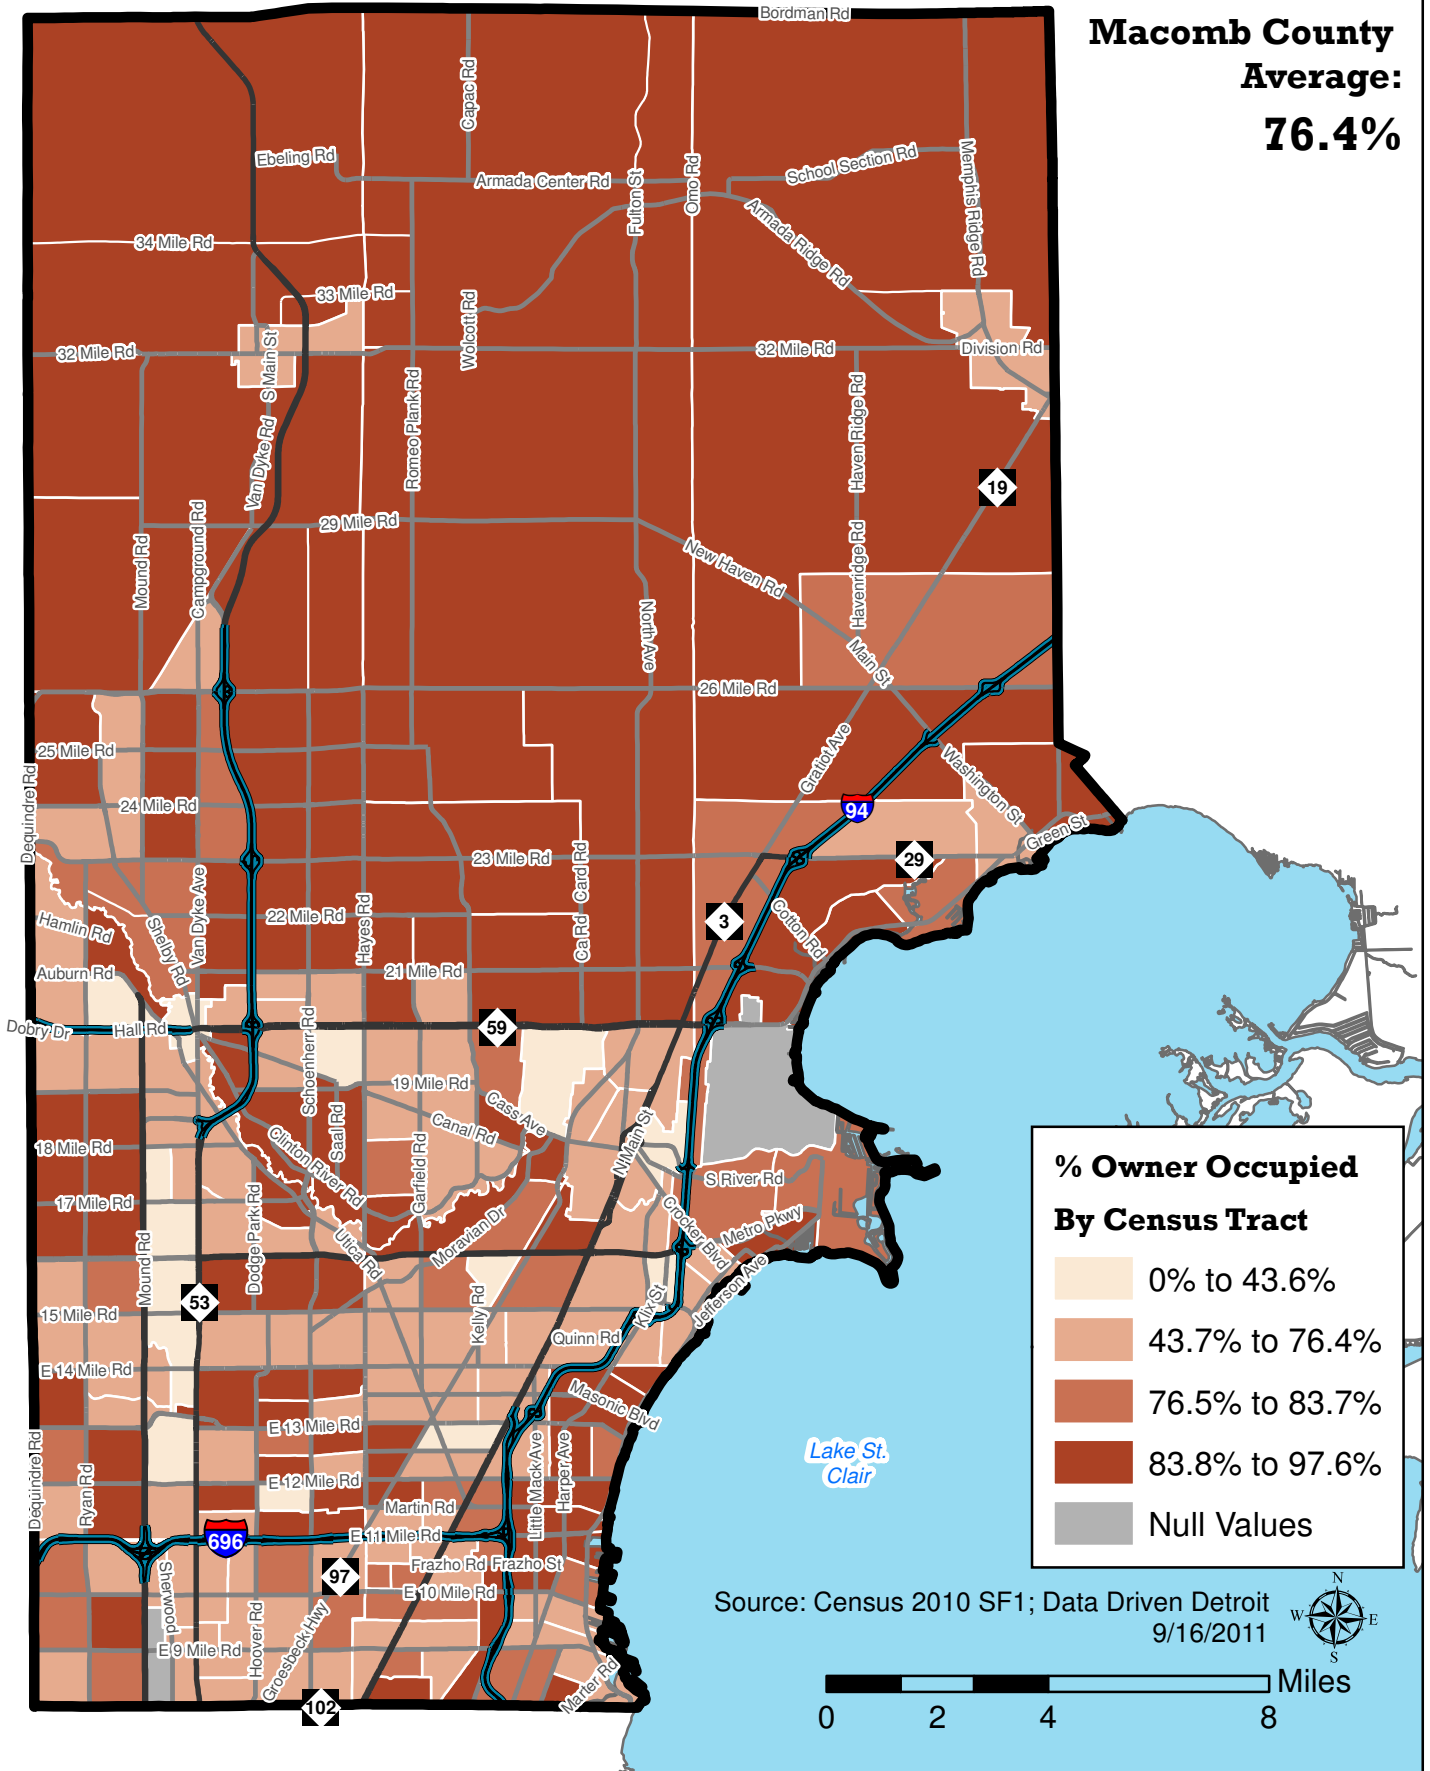 Bordman Rd
Macomb County
Average:
76.4%
Capac Rd
Ebeling Rd
Armada Center Rd
Fulton St
Omo Rd
School Section Rd
Memphis Ridge Rd
Armada Ridge Rd
34 Mile Rd
33 Mile Rd
Wolcott Rd
32 Mile Rd
S Main St
32 Mile Rd
Division Rd
Romeo Plank Rd
Haven Ridge Rd
Van Dyke Rd
19
Campground Rd
29 Mile Rd
Mound Rd
New Haven Rd
Havenridge Rd
North Ave
Main St
26 Mile Rd
25 Mile Rd
Gratiot Ave
Washington St
Dequindre Rd
24 Mile Rd
94
Green St
23 Mile Rd
Card Rd
29
Van Dyke Ave
Hayes Rd
22 Mile Rd
Hamlin Rd
Shelby Rd
Ca Rd
3
Cotton Rd
Auburn Rd
21 Mile Rd
Dobry Dr
Hall Rd
59
Schoenherr Rd
19 Mile Rd
Cass Ave
Canal Rd
Saal Rd
18 Mile Rd
Clinton River Rd
Garfield Rd
N Main St
S River Rd
17 Mile Rd
Dodge Park Rd
Crocker Blvd
Metro Pkwy
Moravian Dr
Utica Rd
Mound Rd
53
Jefferson Ave
Klix St
Kelly Rd
15 Mile Rd
Quinn Rd
E 14 Mile Rd
Masonic Blvd
E 13 Mile Rd
Dequindre Rd
Ryan Rd
E 12 Mile Rd
Little Mack Ave
Harper Ave
Martin Rd
696
E 11 Mile Rd
Frazho Rd
Frazho St
97
E 10 Mile Rd
Sherwood
Hoover Rd
Groesbeck Hwy
E 9 Mile Rd
Marter Rd
102
Lake St.
Clair
% Owner Occupied
By Census Tract
0% to 43.6%
43.7% to 76.4%
76.5% to 83.7%
83.8% to 97.6%
Null Values
Source: Census 2010 SF1; Data Driven Detroit
9/16/2011
N
W
E
S
Miles
0 2 4 8